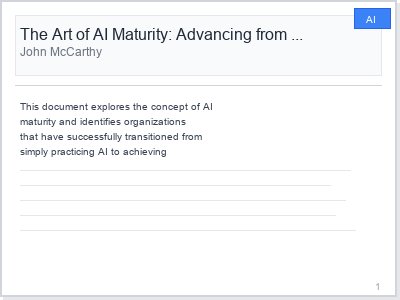 AI
The Art of AI Maturity: Advancing from ...
John McCarthy
This document explores the concept of AI
maturity and identifies organizations
that have successfully transitioned from
simply practicing AI to achieving
1